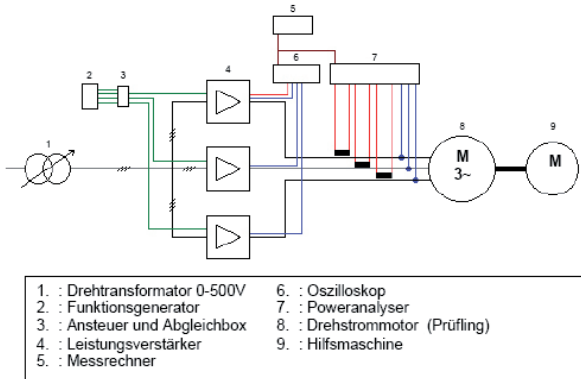 5
2
3
4
6
7
1
8
9
M
3~
M
1. : Drehtransformator 0-500V
2. : Funktionsgenerator
3. : Ansteuer und Abgleichbox
4. : Leistungsverstärker
5. : Messrechner
6. : Oszilloskop
7. : Poweranalyser
8. : Drehstrommotor (Prüfling)
9. : Hilfsmaschine